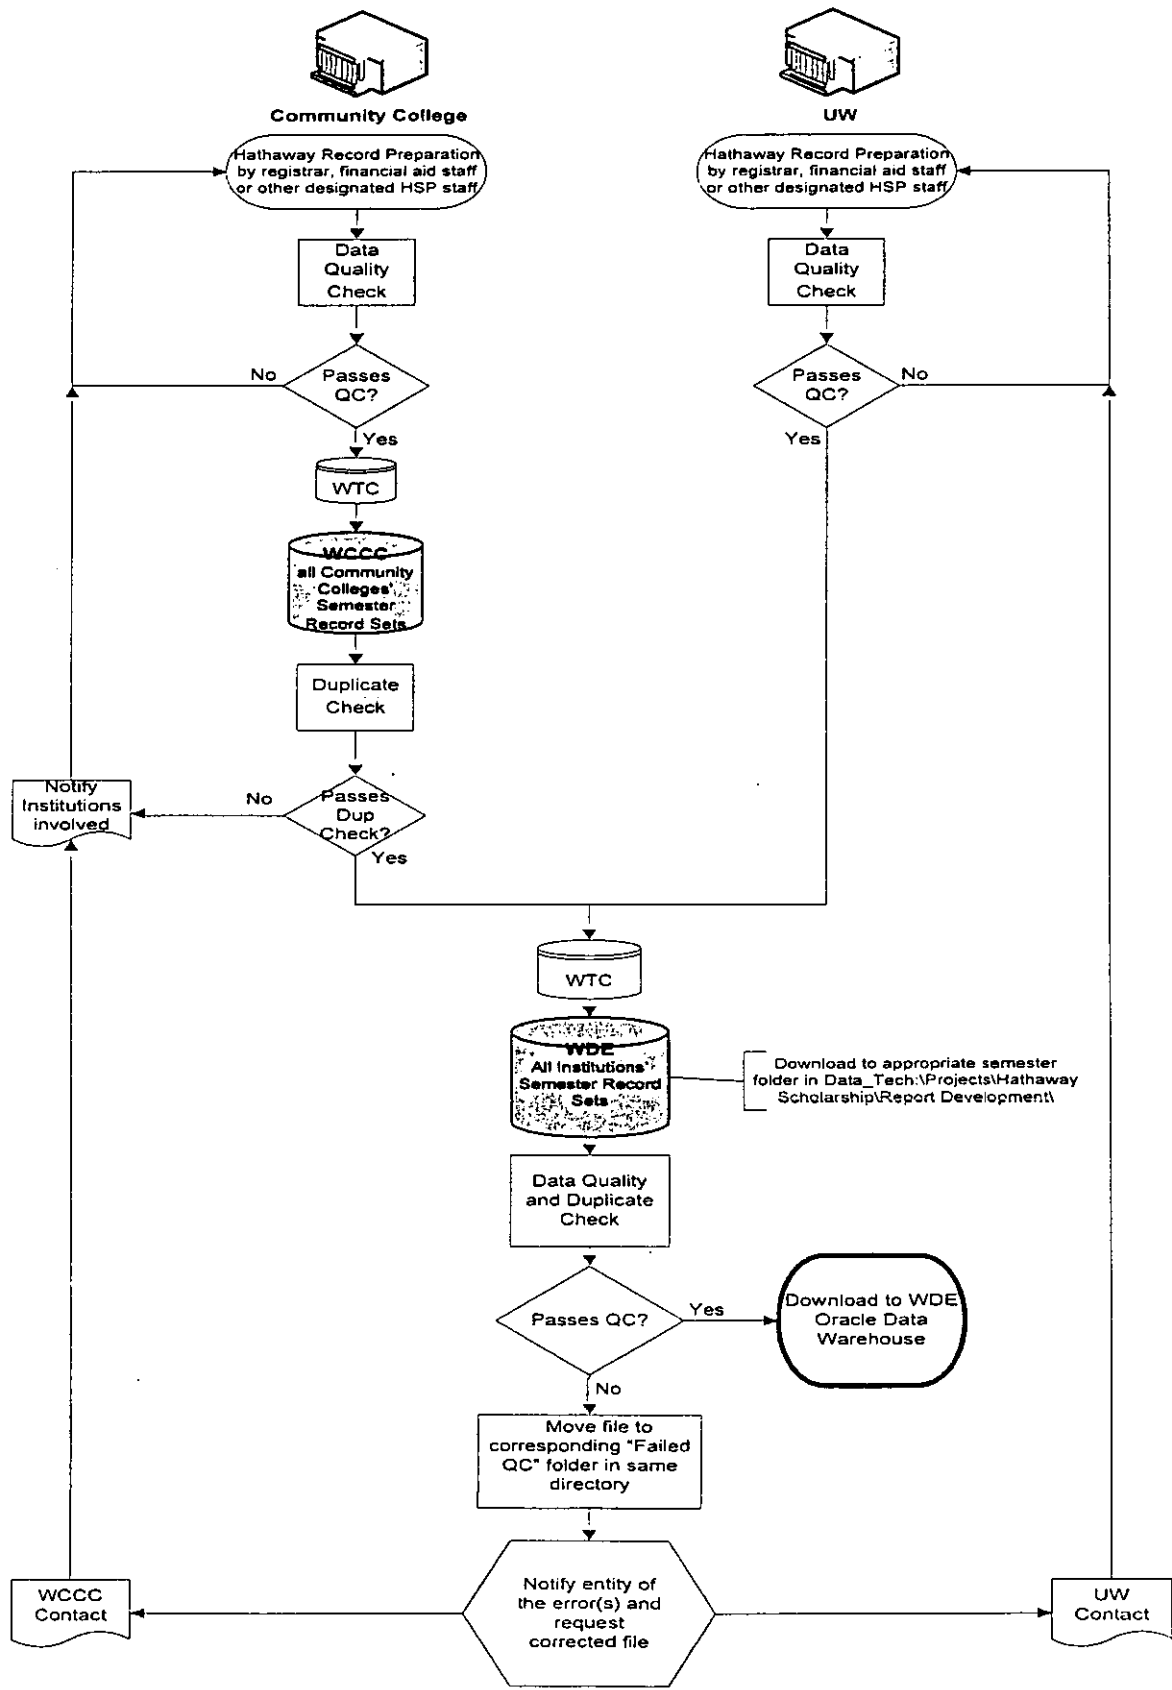 Community College
UW
Hathaway Record Preparation
by registrar, financial aid staff
or other designated HSP staff
Hathaway Record Preparation
by registrar, financial aid staff
or other designated HSP staff
Data
Quality
Check
Data
Quality
Check
No
Passes
QC?
Yes
Passes
QC?
No
Yes
WTC
WCCC
all Community
Colleges'
Semester
Record Sets
Duplicate
Check
Notify
Institutions
involved
No
Passes
Dup
Check?
Yes
WTC
WDE
All Institutions'
Semester Record
Sets
Download to appropriate semester
folder in Data_Tech:\Projects\Hathaway
Scholarship\Report Development\
Data Quality
and Duplicate
Check
Passes QC?
Yes
Download to WDE
Oracle Data
Warehouse
No
Move file to
corresponding "Failed
QC" folder in same
directory
WCCC
Contact
Notify entity of
the error(s) and
request
corrected file
UW
Contact